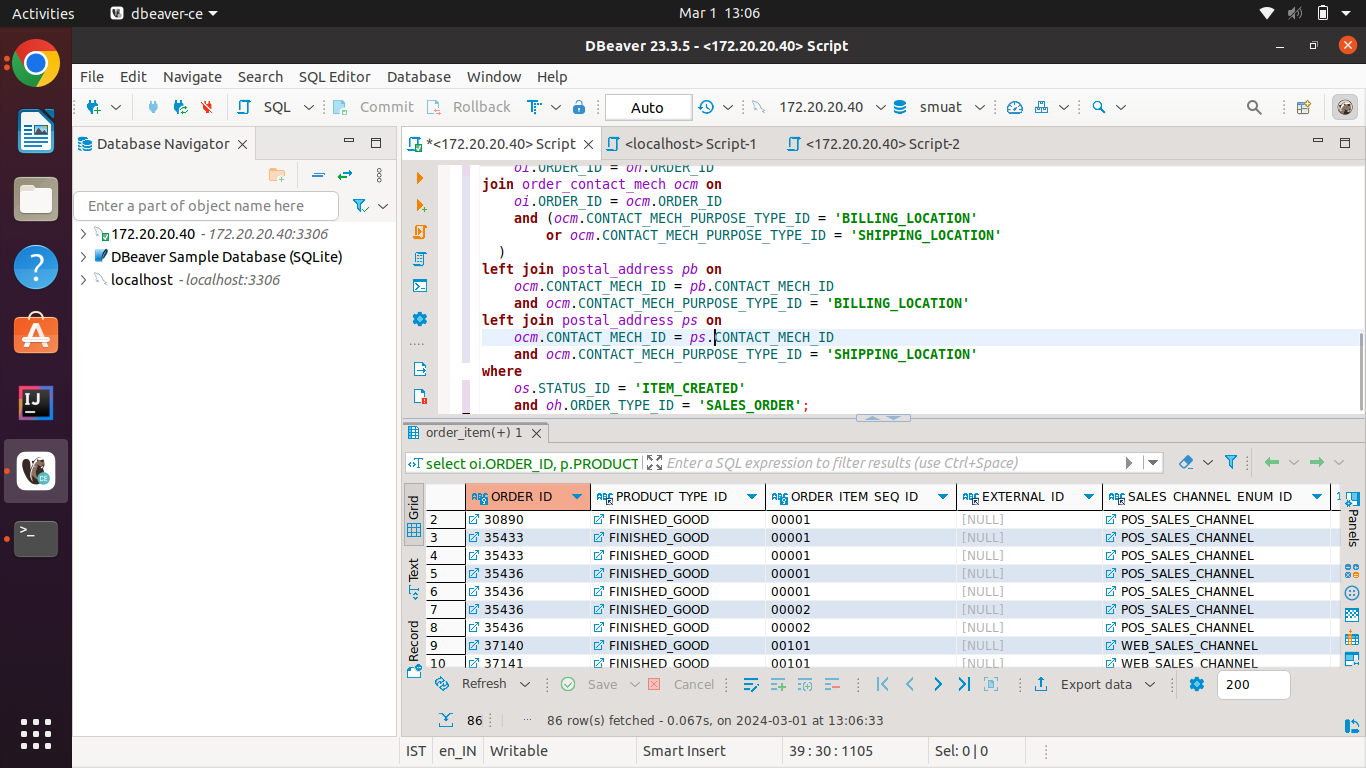 Activities
dbeaver-ce
Mar 1 13:06
DBeaver 23.3.5 - <172.20.20.40> Script
File Edit Navigate Search SQL Editor Database Window Help
SQL
Commit
Rollback
Auto
172.20.20.40
smuat
Database Navigator
*<172.20.20.40> Script
<localhost> Script-1
<172.20.20.40> Script-2
Enter a part of object name here
172.20.20.40 - 172.20.20.40:3306
DBeaver Sample Database (SQLite)
localhost - localhost:3306
oi.ORDER_ID = oh.ORDER_ID
join order_contact_mech ocm on
oi.ORDER_ID = ocm.ORDER_ID
and (ocm.CONTACT_MECH_PURPOSE_TYPE_ID = 'BILLING_LOCATION'
or ocm.CONTACT_MECH_PURPOSE_TYPE_ID = 'SHIPPING_LOCATION'
)
left join postal_address pb on
ocm.CONTACT_MECH_ID = pb.CONTACT_MECH_ID
and ocm.CONTACT_MECH_PURPOSE_TYPE_ID = 'BILLING_LOCATION'
left join postal_address ps on
ocm.CONTACT_MECH_ID = ps.CONTACT_MECH_ID
and ocm.CONTACT_MECH_PURPOSE_TYPE_ID = 'SHIPPING_LOCATION'
where
os.STATUS_ID = 'ITEM_CREATED'
and oh.ORDER_TYPE_ID = 'SALES_ORDER';
order_item(+) 1
select oi.ORDER_ID, p.PRODUCT
Enter a SQL expression to filter results (use Ctrl+Space)
Grid
Text
Record
Panels
ORDER_ID PRODUCT_TYPE_ID ORDER_ITEM_SEQ_ID EXTERNAL_ID SALES_CHANNEL_ENUM_ID
2 30890 FINISHED_GOOD 00001 [NULL] POS_SALES_CHANNEL
3 35433 FINISHED_GOOD 00001 [NULL] POS_SALES_CHANNEL
4 35433 FINISHED_GOOD 00001 [NULL] POS_SALES_CHANNEL
5 35436 FINISHED_GOOD 00001 [NULL] POS_SALES_CHANNEL
6 35436 FINISHED_GOOD 00001 [NULL] POS_SALES_CHANNEL
7 35436 FINISHED_GOOD 00002 [NULL] POS_SALES_CHANNEL
8 35436 FINISHED_GOOD 00002 [NULL] POS_SALES_CHANNEL
9 37140 FINISHED_GOOD 00101 [NULL] WEB_SALES_CHANNEL
10 37141 FINISHED_GOOD 00101 [NULL] WEB_SALES_CHANNEL
Refresh
Save
Cancel
Export data
200
86
86 row(s) fetched - 0.067s, on 2024-03-01 at 13:06:33
IST
en_IN
Writable
Smart Insert
39 : 30 : 1105
Sel: 0 | 0